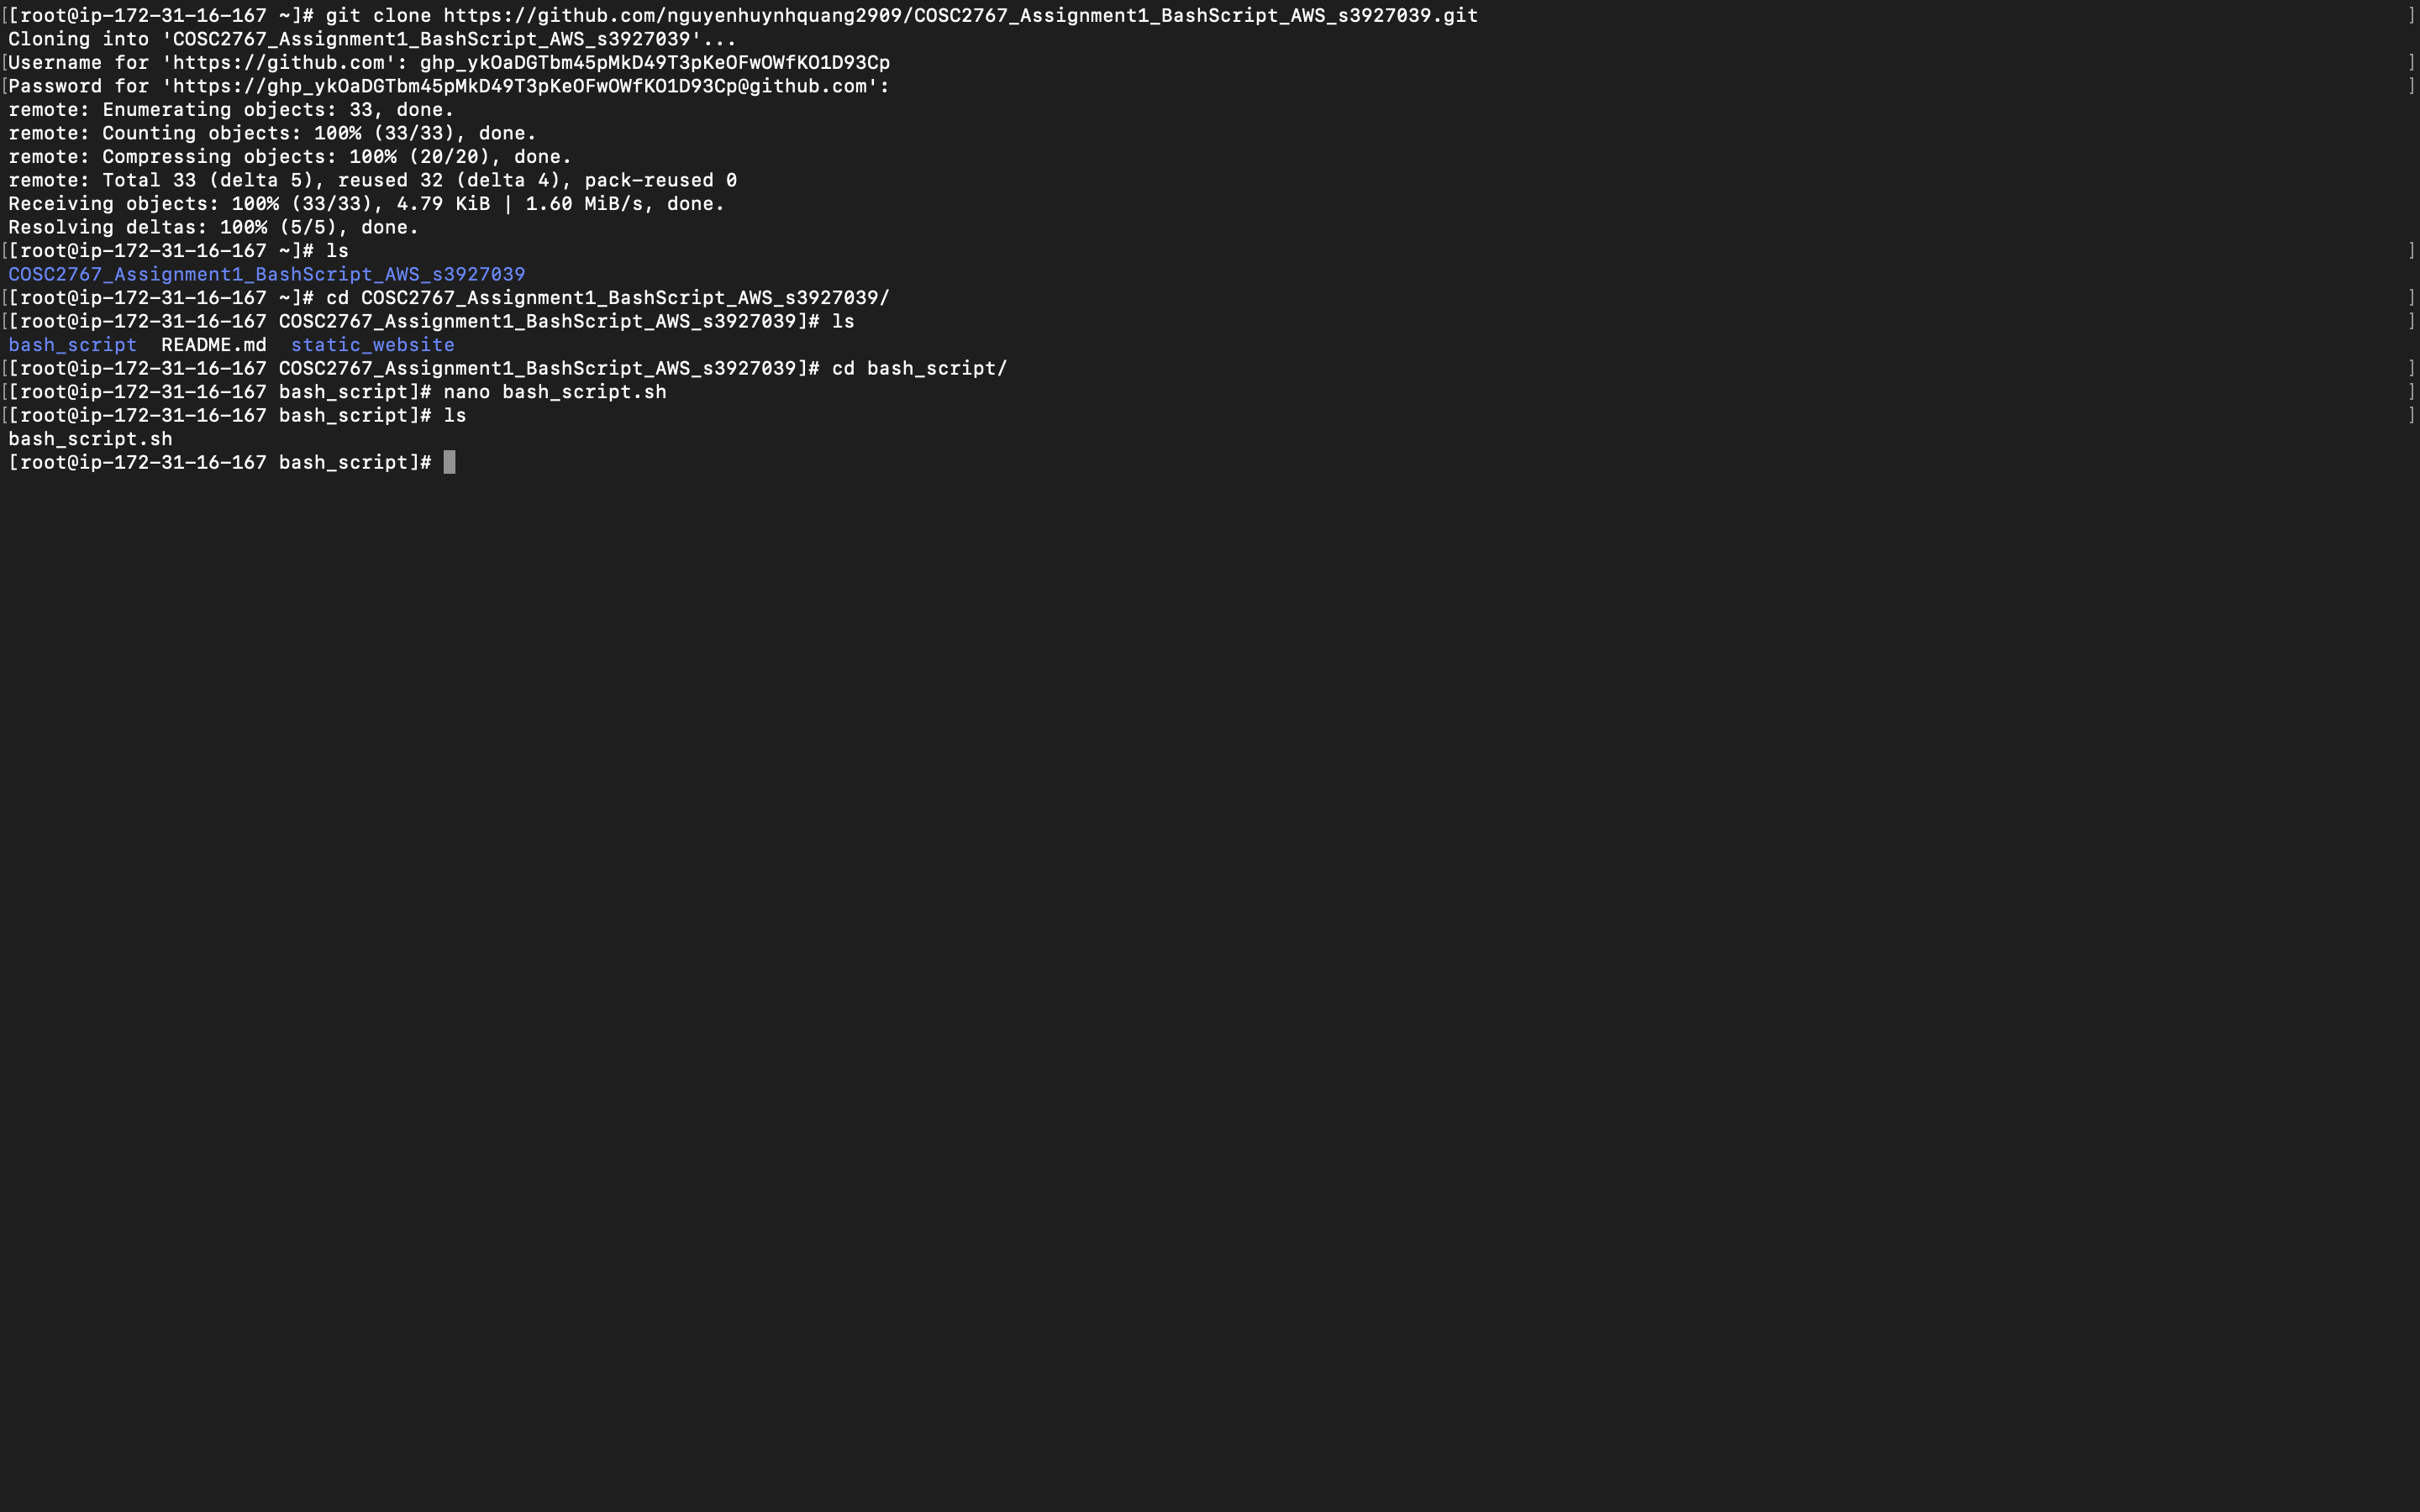 [[root@ip-172-31-16-167 ~]# git clone https://github.com/nguyenhuynhquang2909/COSC2767_Assignment1_BashScript_AWS_s3927039.git ]
Cloning into 'COSC2767_Assignment1_BashScript_AWS_s3927039'...
[Username for 'https://github.com': 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 ]
[Password for 'https://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@github.com': ]
remote: Enumerating objects: 33, done.
remote: Counting objects: 100% (33/33), done.
remote: Compressing objects: 100% (20/20), done.
remote: Total 33 (delta 5), reused 32 (delta 4), pack-reused 0
Receiving objects: 100% (33/33), 4.79 KiB | 1.60 MiB/s, done.
Resolving deltas: 100% (5/5), done.
[[root@ip-172-31-16-167 ~]# ls ]
COSC2767_Assignment1_BashScript_AWS_s3927039
[[root@ip-172-31-16-167 ~]# cd COSC2767_Assignment1_BashScript_AWS_s3927039/ ]
[[root@ip-172-31-16-167 COSC2767_Assignment1_BashScript_AWS_s3927039]# ls ]
bash_script  README.md  static_website
[[root@ip-172-31-16-167 COSC2767_Assignment1_BashScript_AWS_s3927039]# cd bash_script/ ]
[[root@ip-172-31-16-167 bash_script]# nano bash_script.sh ]
[[root@ip-172-31-16-167 bash_script]# ls ]
bash_script.sh
[root@ip-172-31-16-167 bash_script]#